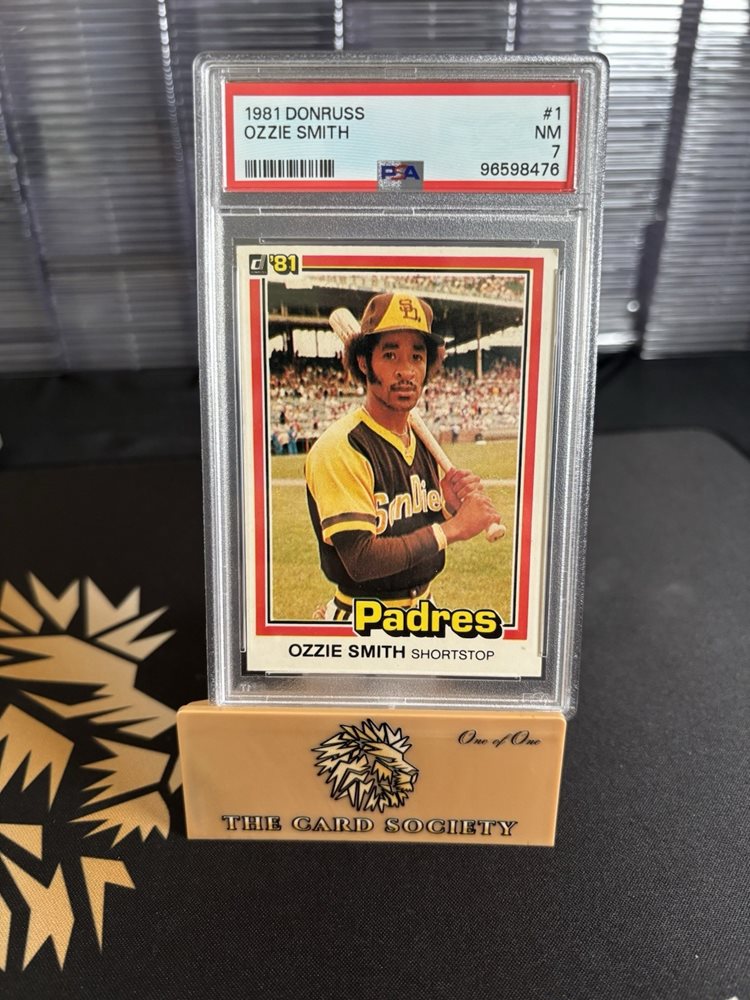 1981 DONRUSS #1
OZZIE SMITH NM
7
PSA 96598476
d '81
SD
San Die
Padres
OZZIE SMITH SHORTSTOP
One of One
THE CARD SOCIETY